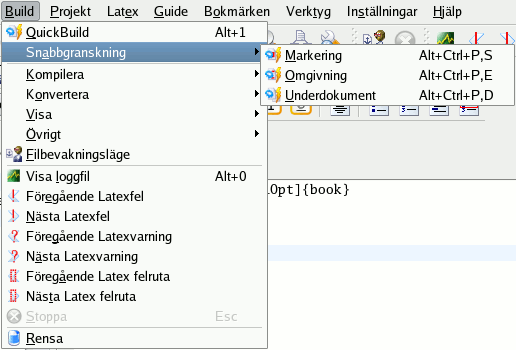 Build Projekt Latex Guide Bokmärken Verktyg Inställningar Hjälp
QuickBuild Alt+1
Snabbgranskning
Markering Alt+Ctrl+P,S
Kompilera
Omgivning Alt+Ctrl+P,E
Konvertera
Underdokument Alt+Ctrl+P,D
Visa
Övrigt
Filbevakningsläge
Visa loggfil Alt+0
0pt]{book}
Föregående Latexfel
Nästa Latexfel
Föregående Latexvarning
Nästa Latexvarning
Föregående Latex felruta
Nästa Latex felruta
Stoppa Esc
Rensa